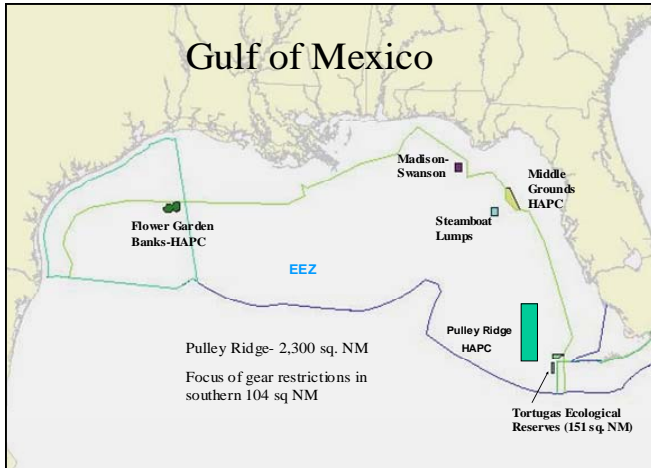 Gulf of Mexico
Madison-
Swanson
Middle
Grounds
HAPC
Steamboat
Lumps
Flower Garden
Banks-HAPC
EEZ
Pulley Ridge
HAPC
Pulley Ridge- 2,300 sq. NM
Focus of gear restrictions in
southern 104 sq NM
Tortugas Ecological
Reserves (151 sq. NM)